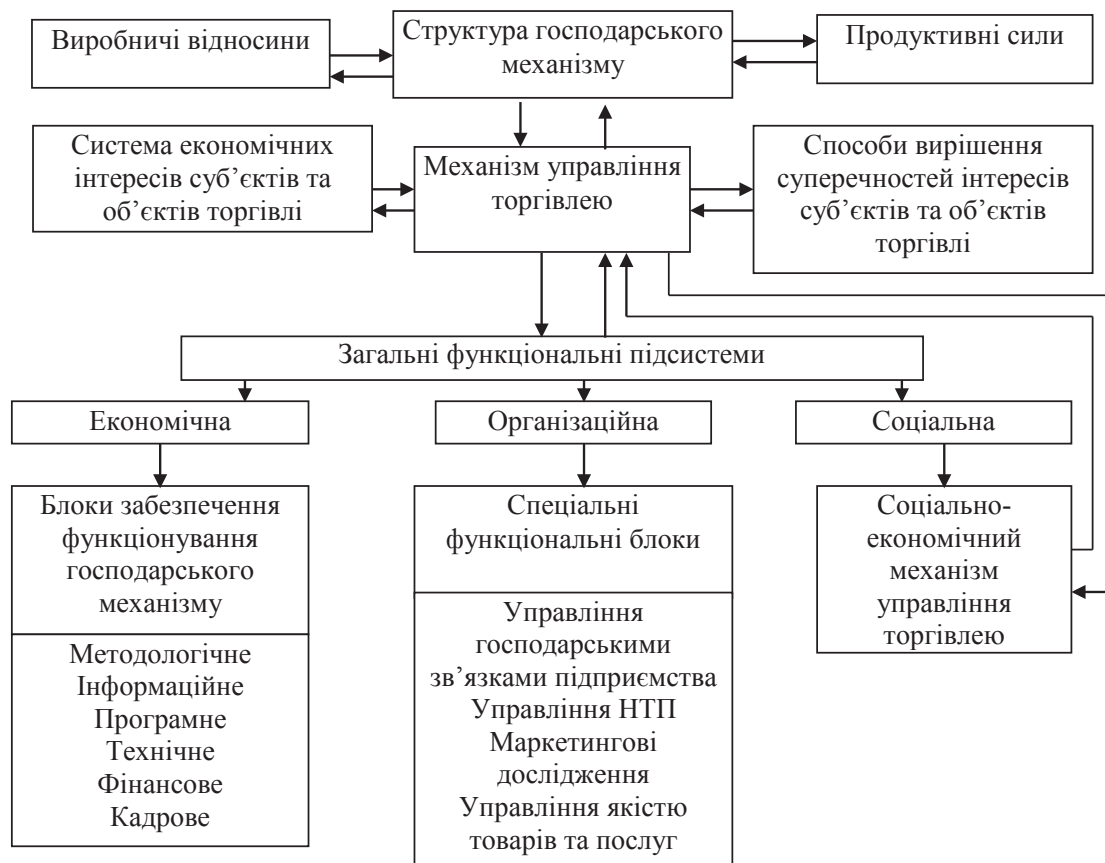 Виробничі відносини
Структура господарського
механізму
Продуктивні сили
Система економічних
інтересів суб’єктів та
об’єктів торгівлі
Механізм управління
торгівлею
Способи вирішення
суперечностей інтересів
суб’єктів та об’єктів
торгівлі
Загальні функціональні підсистеми
Економічна
Організаційна
Соціальна
Блоки забезпечення
функціонування
господарського
механізму
Методологічне
Інформаційне
Програмне
Технічне
Фінансове
Кадрове
Спеціальні
функціональні блоки
Управління
господарськими
зв’язками підприємства
Управління НТП
Маркетингові
дослідження
Управління якістю
товарів та послуг
Соціально-
економічний
механізм
управління
торгівлею